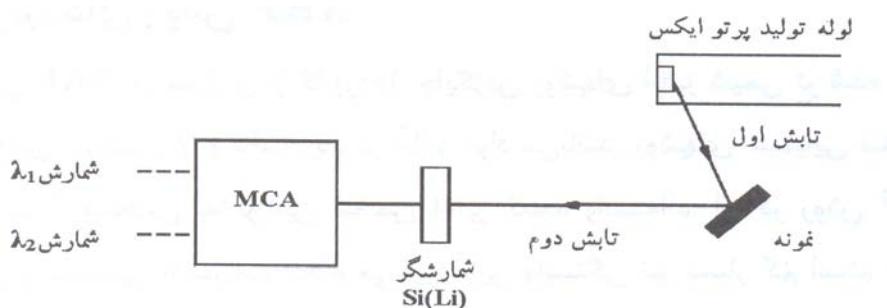 لوله تولید پرتو ایکس
تابش اول
نمونه
تابش دوم
شمارشگر
Si(Li)
MCA
شمارش λ1
شمارش λ2